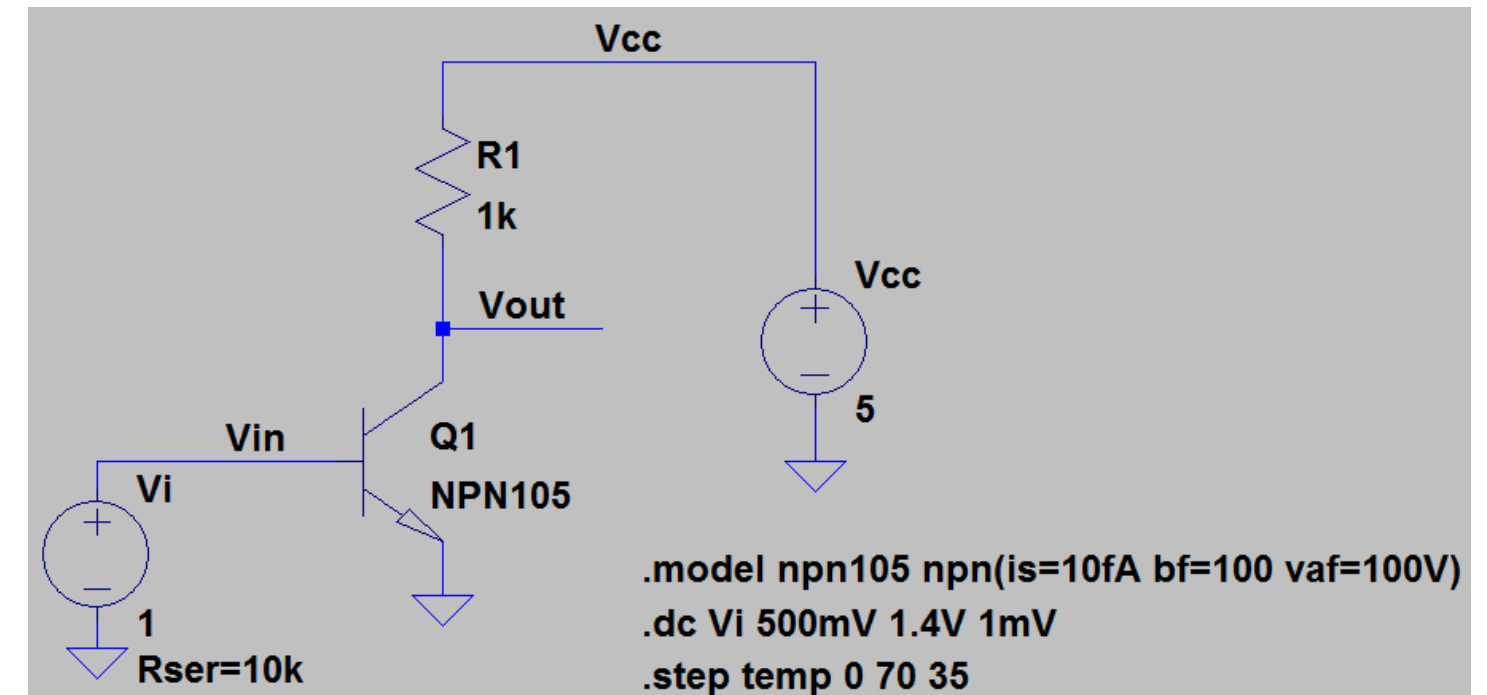 Vcc
R1
1k
Vcc
Vout
5
Vin
Q1
Vi
NPN105
1
Rser=10k
.model npn105 npn(is=10fA bf=100 vaf=100V)
.dc Vi 500mV 1.4V 1mV
.step temp 0 70 35